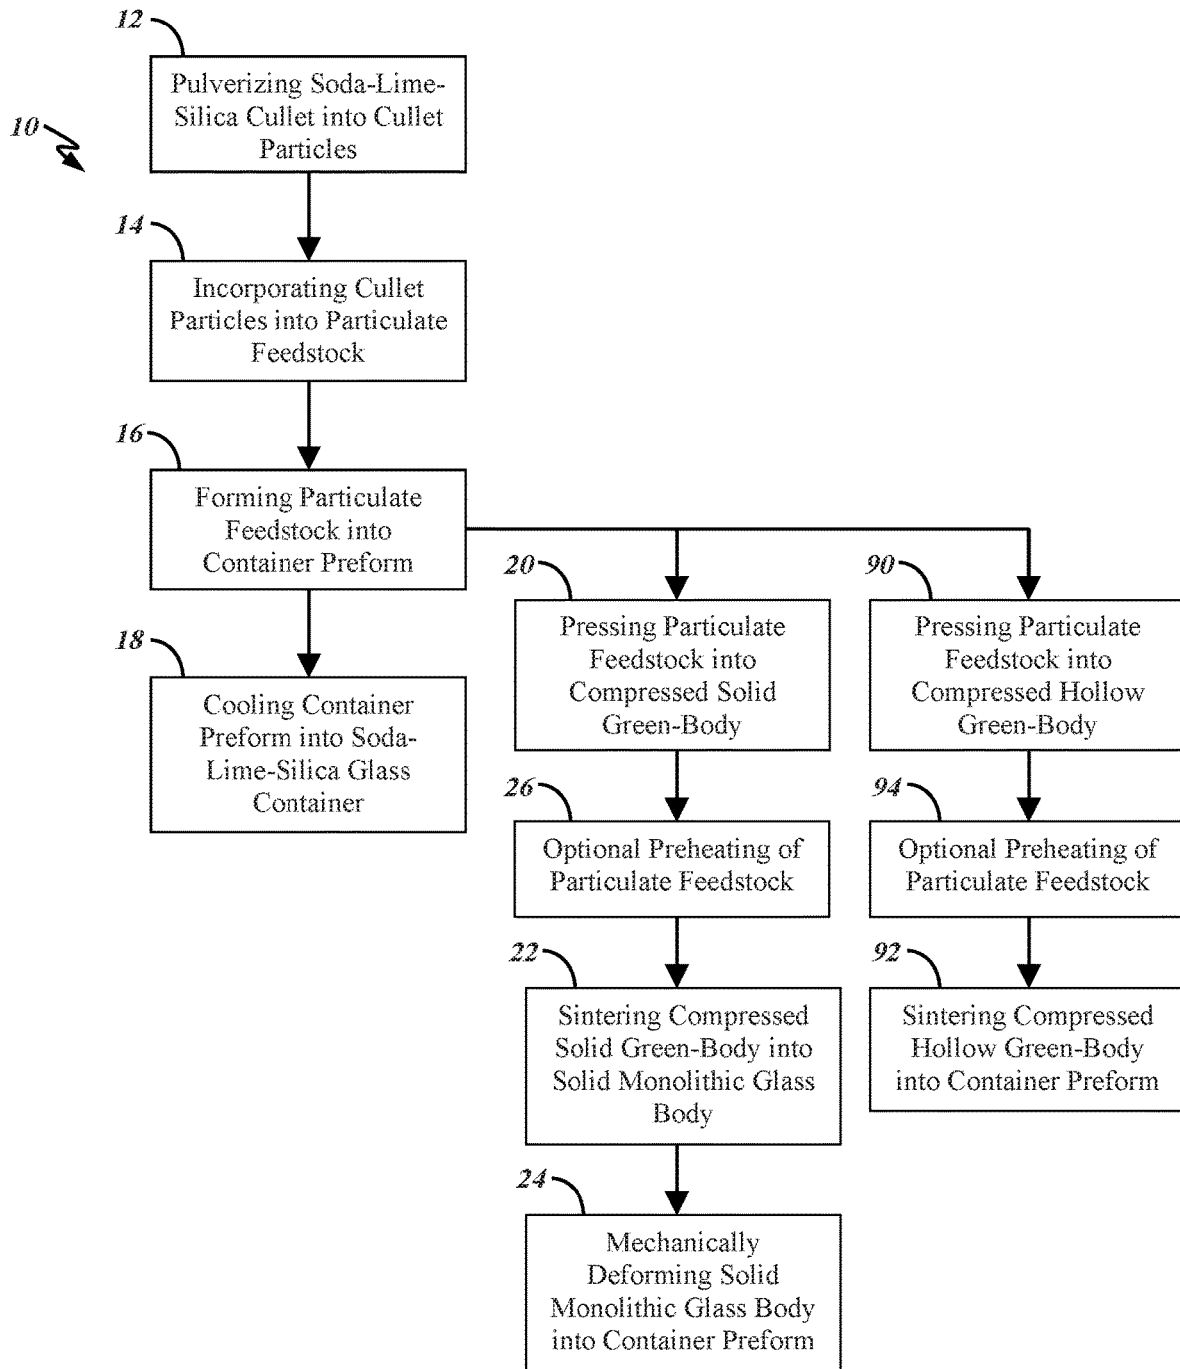 12
Pulverizing Soda-Lime-
Silica Cullet into Cullet
Particles
10
14
Incorporating Cullet
Particles into Particulate
Feedstock
16
Forming Particulate
Feedstock into
Container Preform
18
Cooling Container
Preform into Soda-
Lime-Silica Glass
Container
20
Pressing Particulate
Feedstock into
Compressed Solid
Green-Body
26
Optional Preheating of
Particulate Feedstock
22
Sintering Compressed
Solid Green-Body into
Solid Monolithic Glass
Body
24
Mechanically
Deforming Solid
Monolithic Glass Body
into Container Preform
90
Pressing Particulate
Feedstock into
Compressed Hollow
Green-Body
94
Optional Preheating of
Particulate Feedstock
92
Sintering Compressed
Hollow Green-Body
into Container Preform